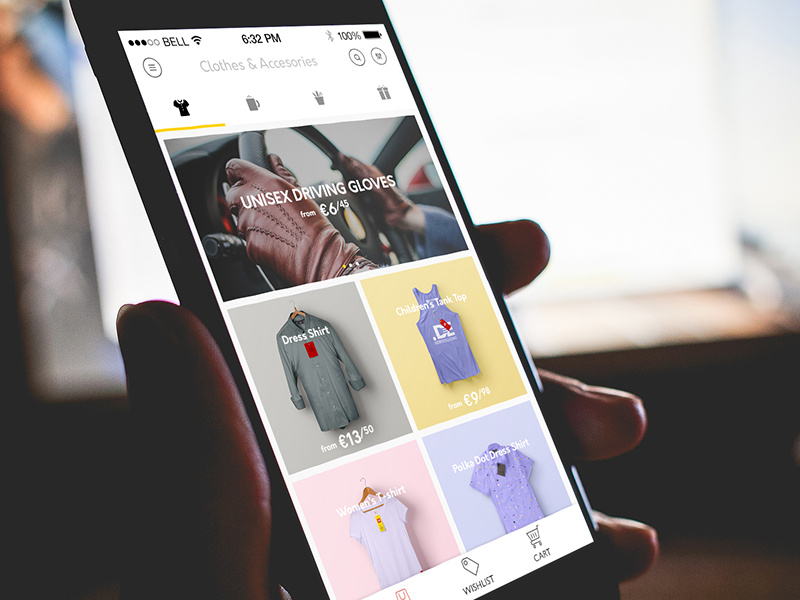 BELL 6:32 PM 100%
Clothes & Accesories
UNISEX DRIVING GLOVES
from €6/45
Dress Shirt
from €13/50
Children's Tank Top
from €9/98
Women's T-shirt
Polka Dot Dress Shirt
WISHLIST
CART